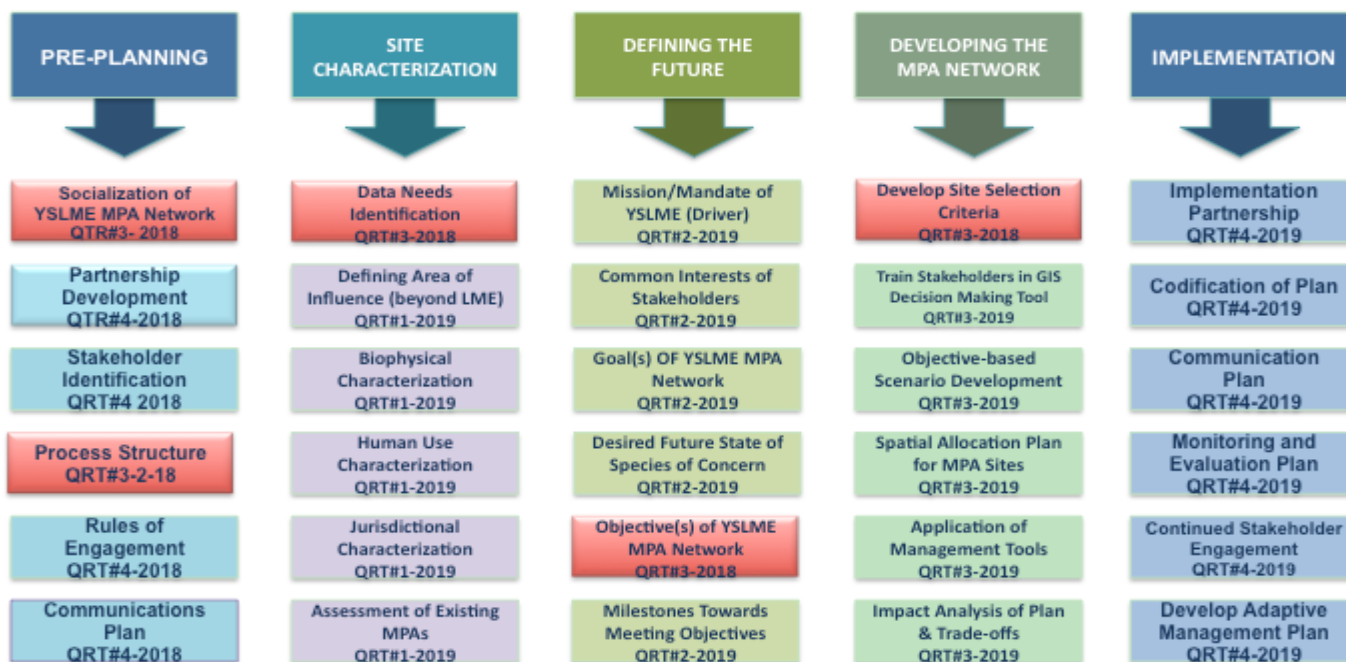 PRE-PLANNING
Socialization of
YSLME MPA Network
QTR#3- 2018
Partnership
Development
QTR#4-2018
Stakeholder
Identification
QRT#4 2018
Process Structure
QRT#3-2-18
Rules of
Engagement
QRT#4-2018
Communications
Plan
QRT#4-2018
SITE
CHARACTERIZATION
Data Needs
Identification
QRT#3-2018
Defining Area of
Influence (beyond LME)
QRT#1-2019
Biophysical
Characterization
QRT#1-2019
Human Use
Characterization
QRT#1-2019
Jurisdictional
Characterization
QRT#1-2019
Assessment of Existing
MPAs
QRT#1-2019
DEFINING THE
FUTURE
Mission/Mandate of
YSLME (Driver)
QRT#2-2019
Common Interests of
Stakeholders
QRT#2-2019
Goal(s) OF YSLME MPA
Network
QRT#2-2019
Desired Future State of
Species of Concern
QRT#2-2019
Objective(s) of YSLME
MPA Network
QRT#3-2018
Milestones Towards
Meeting Objectives
QRT#2-2019
DEVELOPING THE
MPA NETWORK
Develop Site Selection
Criteria
QRT#3-2018
Train Stakeholders in GIS
Decision Making Tool
QRT#3-2019
Objective-based
Scenario Development
QRT#3-2019
Spatial Allocation Plan
for MPA Sites
QRT#3-2019
Application of
Management Tools
QRT#3-2019
Impact Analysis of Plan
& Trade-offs
QRT#3-2019
IMPLEMENTATION
Implementation
Partnership
QRT#4-2019
Codification of Plan
QRT#4-2019
Communication
Plan
QRT#4-2019
Monitoring and
Evaluation Plan
QRT#4-2019
Continued Stakeholder
Engagement
QRT#4-2019
Develop Adaptive
Management Plan
QRT#4-2019